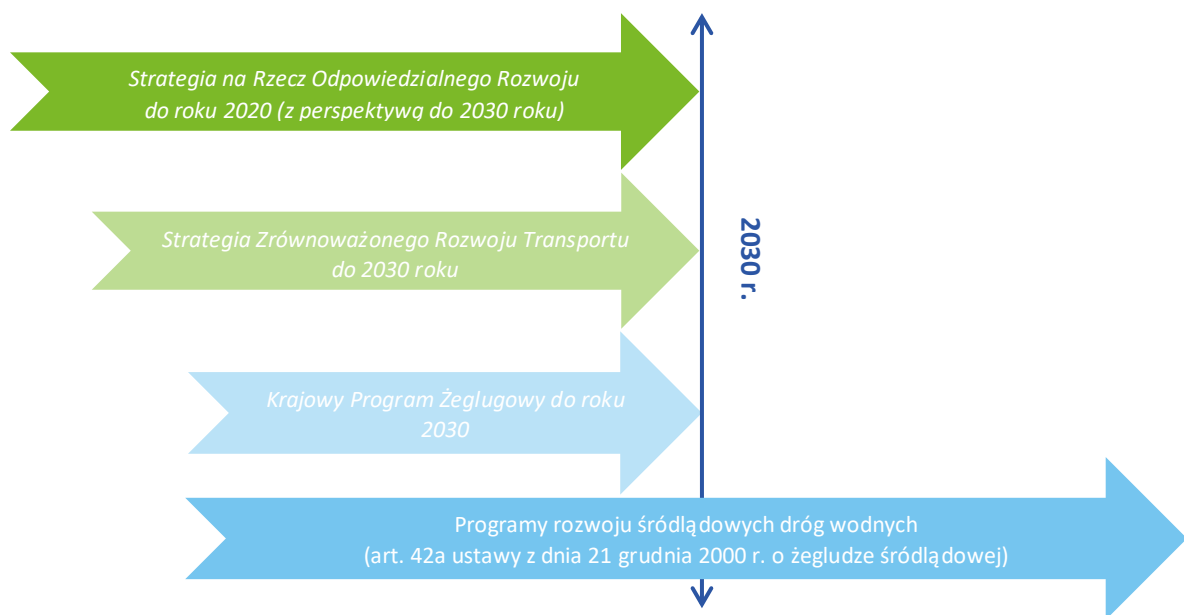 Strategia na Rzecz Odpowiedzialnego Rozwoju
do roku 2020 (z perspektywą do 2030 roku)
Strategia Zrównoważonego Rozwoju Transportu
do 2030 roku
2030 r.
Krajowy Program Żeglugowy do roku
2030
Programy rozwoju śródlądowych dróg wodnych
(art. 42a ustawy z dnia 21 grudnia 2000 r. o żegludze śródlądowej)